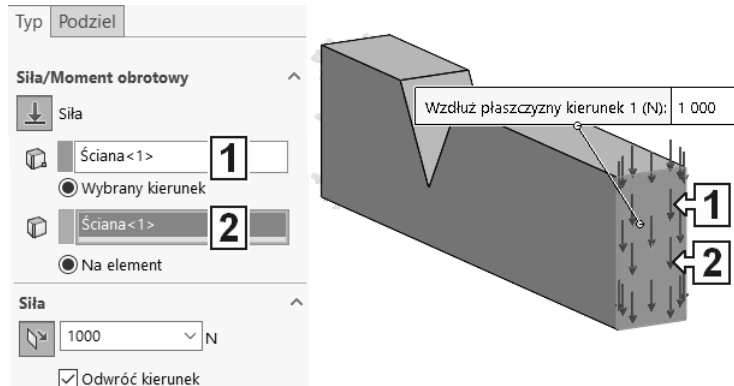 Typ Podziel
Siła/Moment obrotowy
Siła
Ściana<1> 1
Wybrany kierunek
Ściana<1> 2
Na element
Siła
1000 N
Odwróć kierunek
Wzdłuż płaszczyzny kierunek 1 (N): 1 000
1
2